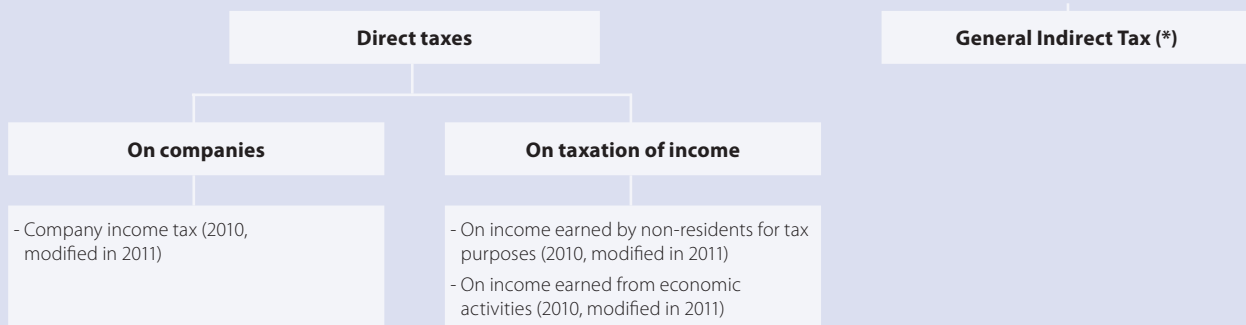 Direct taxes
General Indirect Tax (*)
On companies
On taxation of income
- Company income tax (2010,
modified in 2011)
- On income earned by non-residents for tax
purposes (2010, modified in 2011)
- On income earned from economic
activities (2010, modified in 2011)